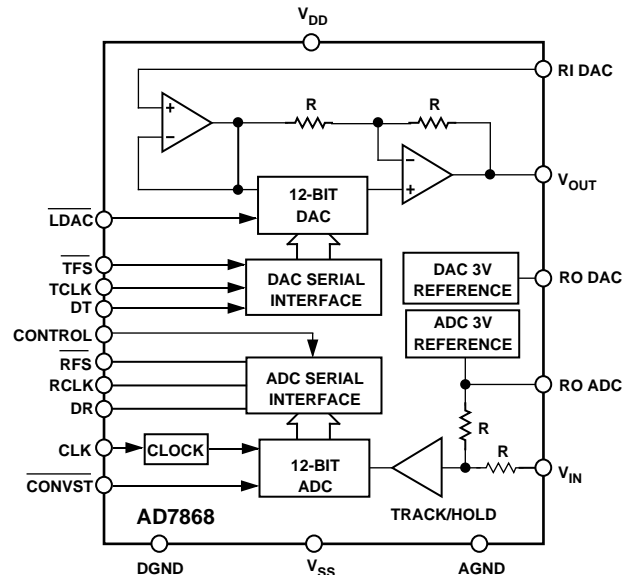 VDD
RI DAC
R
R
+
−
−
+
VOUT
12-BIT
DAC
LDAC
TFS
TCLK
DT
DAC SERIAL
INTERFACE
DAC 3V
REFERENCE
RO DAC
CONTROL
RFS
RCLK
DR
ADC SERIAL
INTERFACE
ADC 3V
REFERENCE
RO ADC
R
R
CLK
CLOCK
12-BIT
ADC
VIN
CONVST
TRACK/HOLD
AD7868
DGND
VSS
AGND